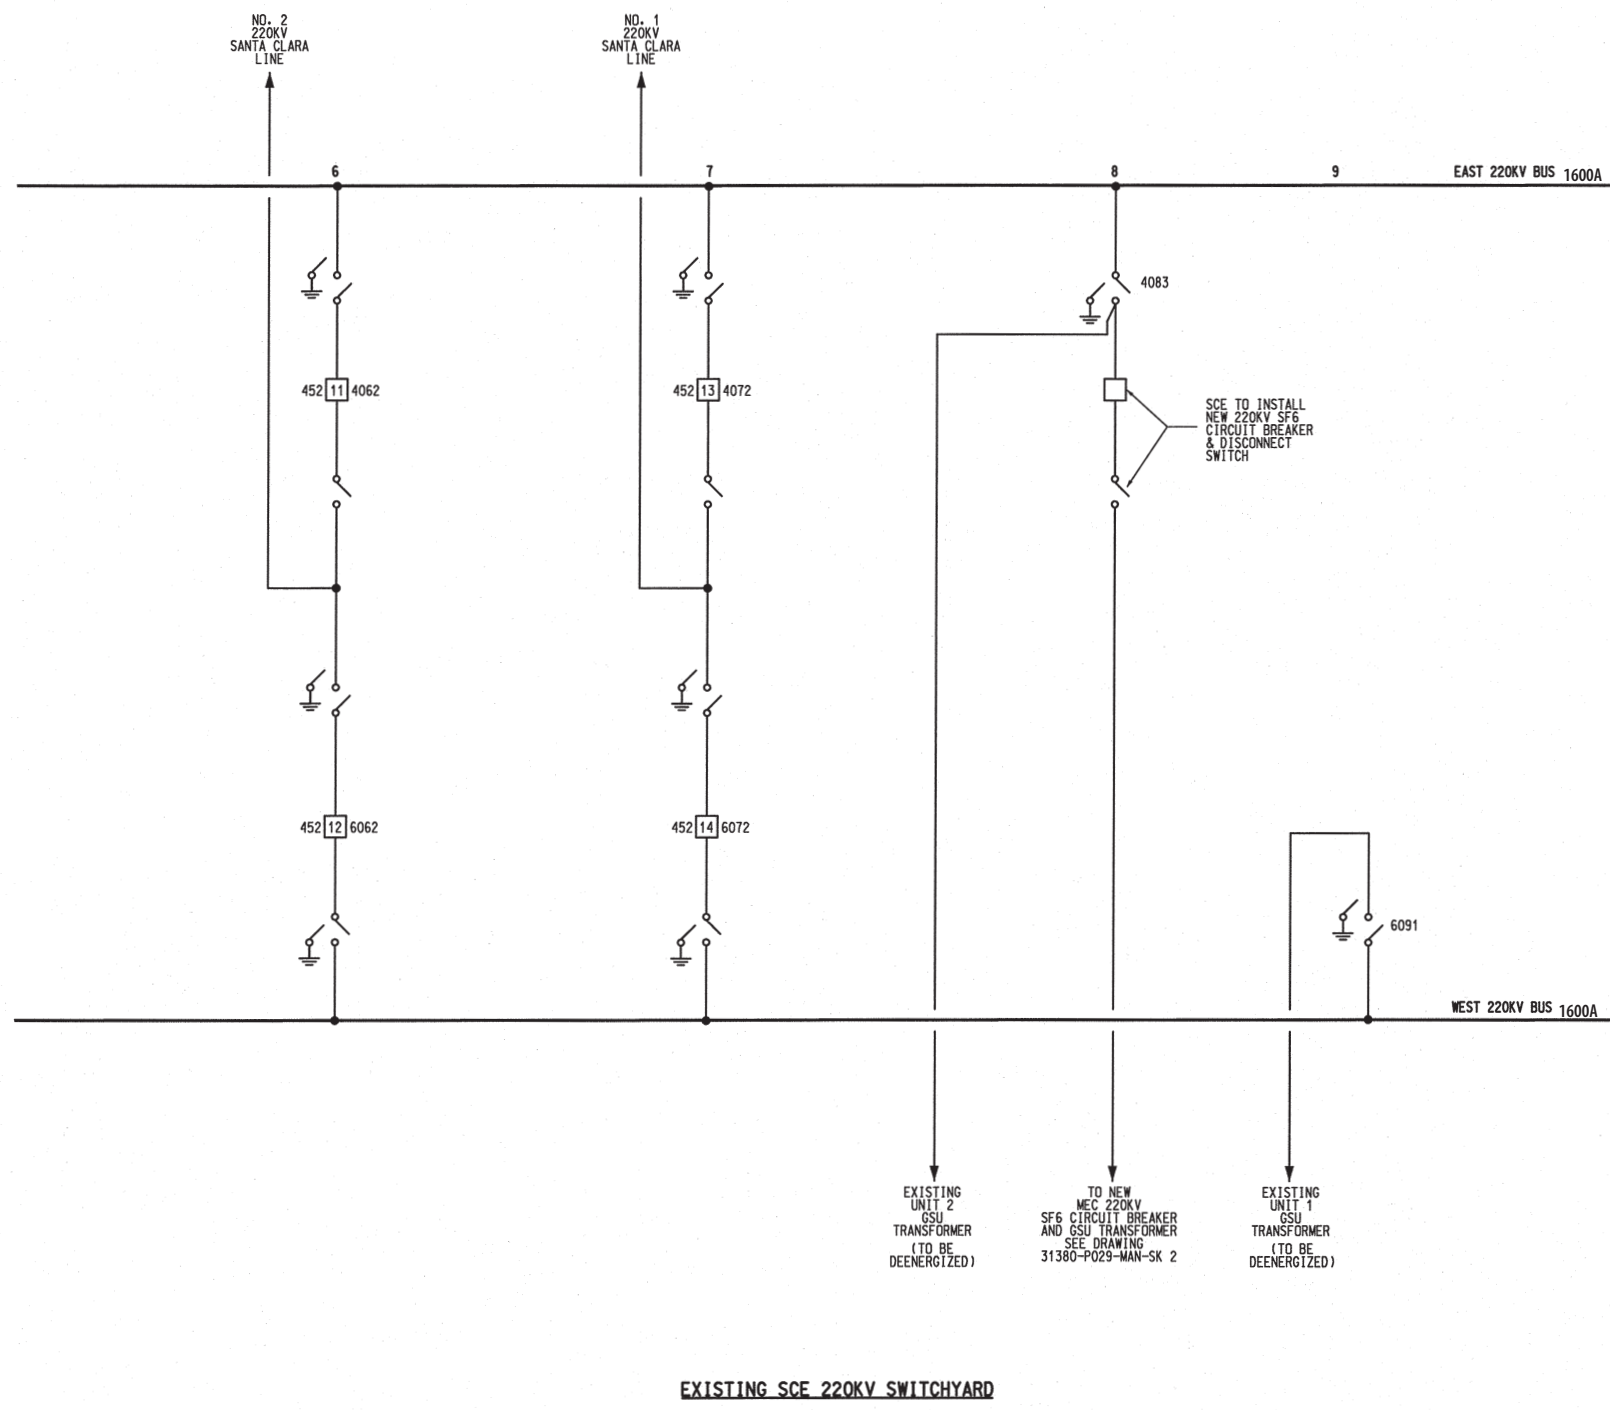 NO. 2
220KV
SANTA CLARA
LINE
NO. 1
220KV
SANTA CLARA
LINE
6
7
8
9
EAST 220KV BUS 1600A
4083
452 11 4062
452 13 4072
SCE TO INSTALL
NEW 220KV SF6
CIRCUIT BREAKER
& DISCONNECT
SWITCH
452 12 6062
452 14 6072
6091
WEST 220KV BUS 1600A
EXISTING
UNIT 2
GSU
TRANSFORMER
(TO BE
DEENERGIZED)
TO NEW
MEC 220KV
SF6 CIRCUIT BREAKER
AND GSU TRANSFORMER
SEE DRAWING
31380-P029-MAN-SK 2
EXISTING
UNIT 1
GSU
TRANSFORMER
(TO BE
DEENERGIZED)
EXISTING SCE 220KV SWITCHYARD